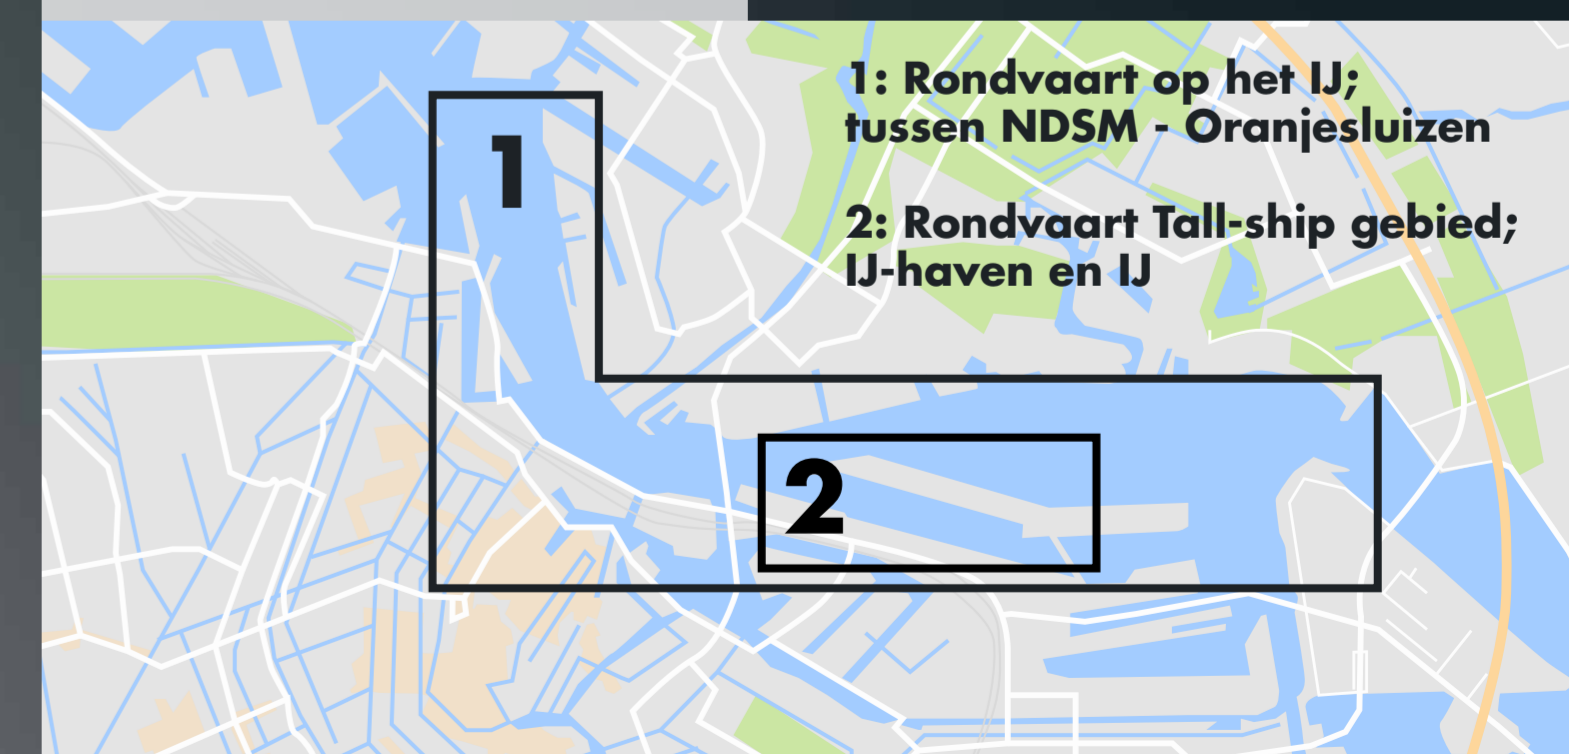 1: Rondvaart op het IJ;
tussen NDSM - Oranjesluizen
2: Rondvaart Tall-ship gebied;
IJ-haven en IJ
1
2